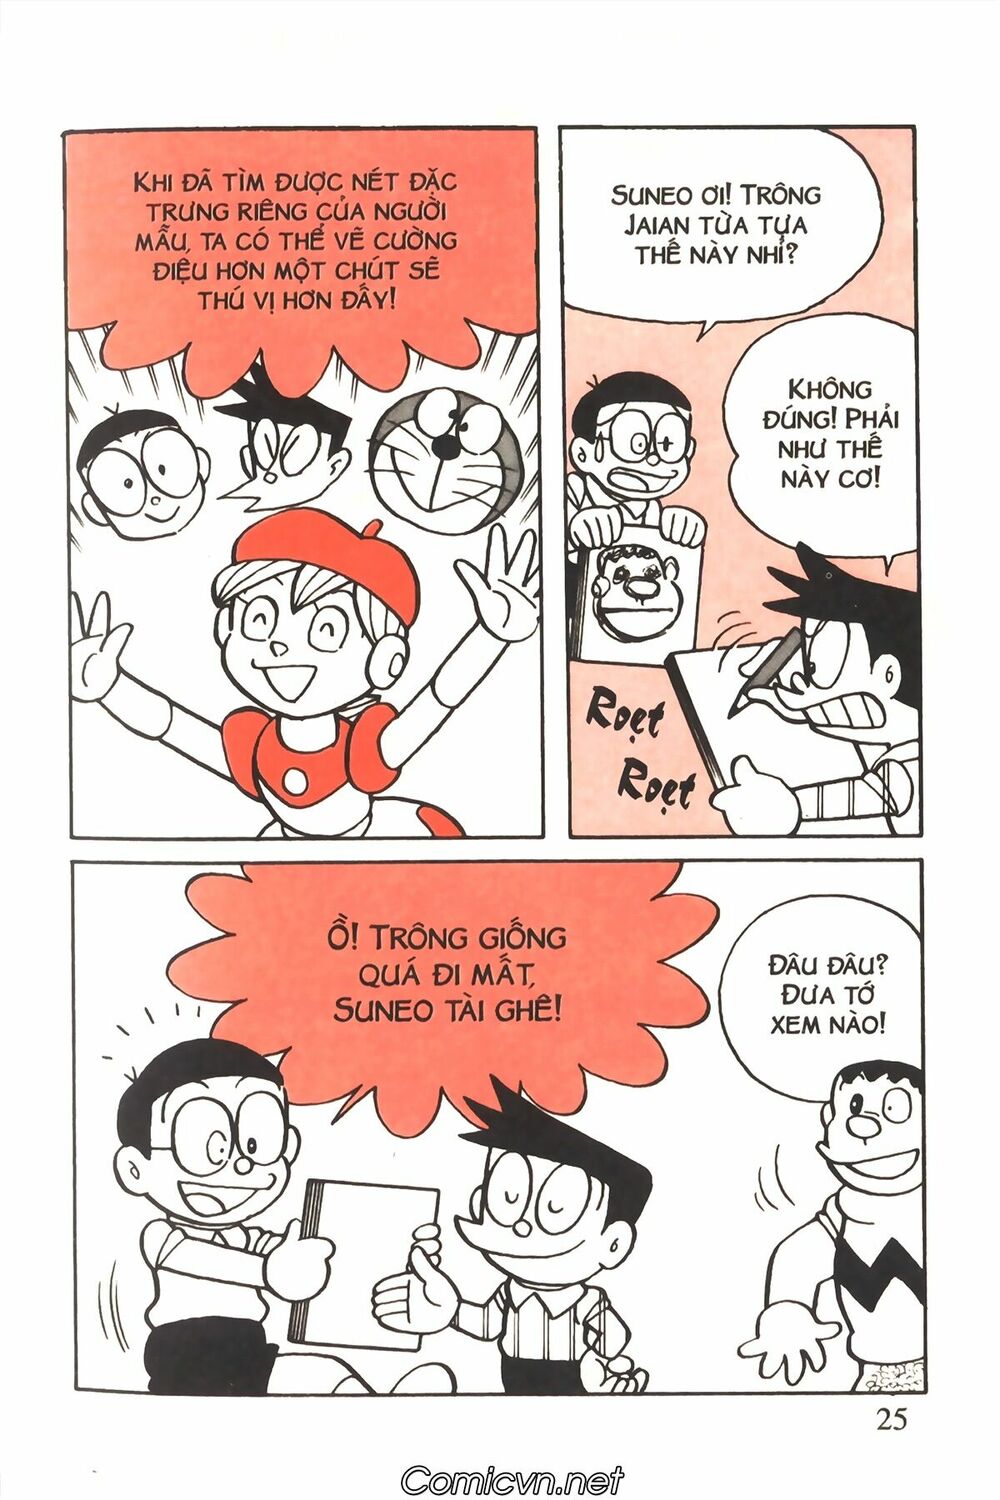 KHI ĐÃ TÌM ĐƯỢC NÉT ĐẶC
TRƯNG RIÊNG CỦA NGƯỜI
MẪU, TA CÓ THỂ VẼ CƯỜNG
ĐIỆU HƠN MỘT CHÚT SẼ
THÚ VỊ HƠN ĐẤY!
SUNEO ƠI! TRÔNG
JAIAN TỪA TỰA
THẾ NÀY NHỈ?
KHÔNG
ĐÚNG! PHẢI
NHƯ THẾ
NÀY CƠ!
Roẹt
Roẹt
Ồ! TRÔNG GIỐNG
QUÁ ĐI MẤT,
SUNEO TÀI GHÊ!
ĐÂU ĐÂU?
ĐƯA TỚ
XEM NÀO!
25
Comicvn.net